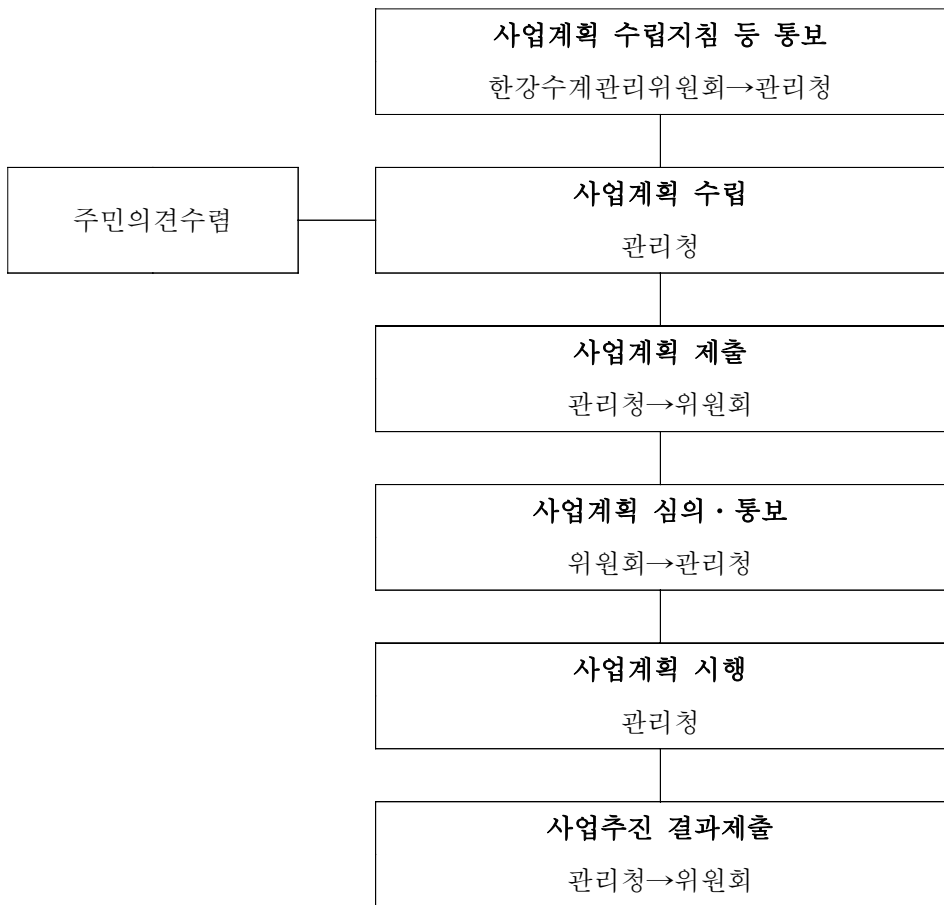 사업계획 수립지침 등 통보
한강수계관리위원회→관리청
주민의견수렴
사업계획 수립
관리청
사업계획 제출
관리청→위원회
사업계획 심의·통보
위원회→관리청
사업계획 시행
관리청
사업추진 결과제출
관리청→위원회